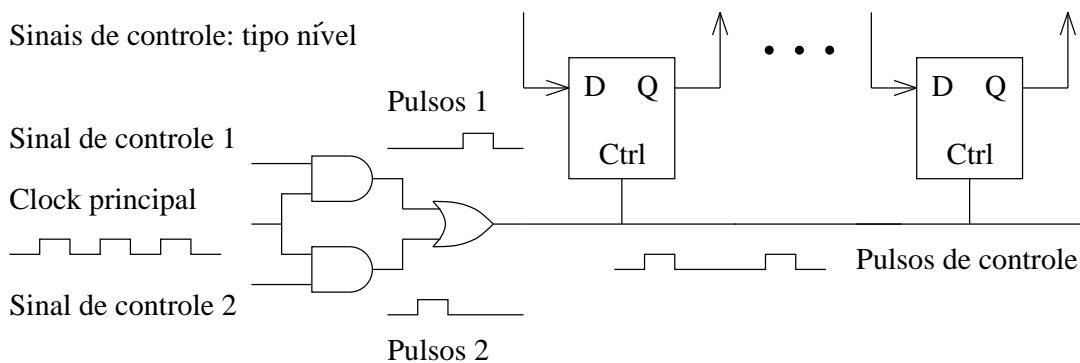 Sinais de controle: tipo nível
D Q
Ctrl
D Q
Ctrl
Pulsos 1
Sinal de controle 1
Clock principal
Sinal de controle 2
Pulsos 2
Pulsos de controle